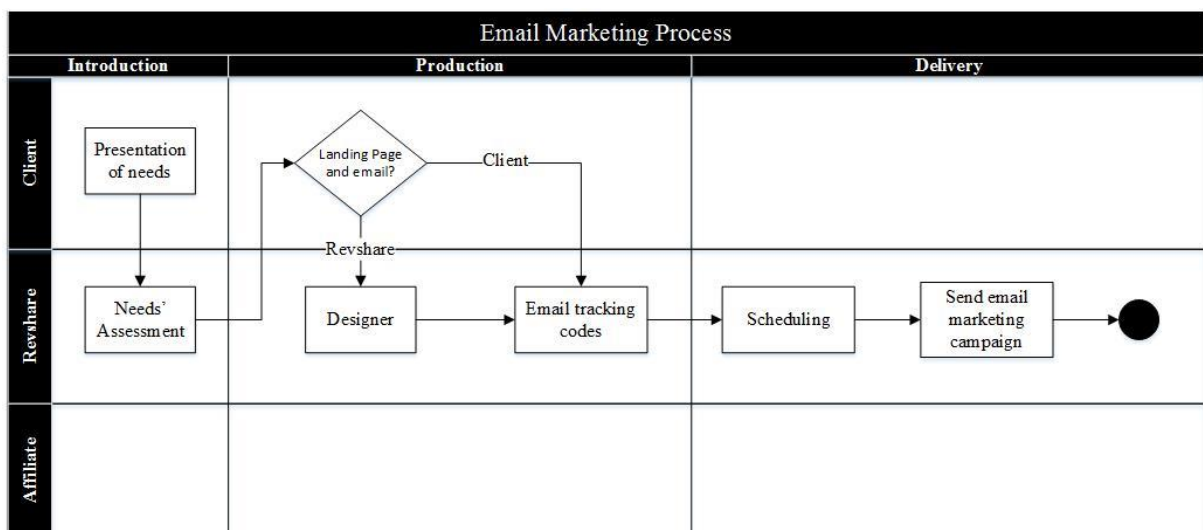 Email Marketing Process
Introduction
Production
Delivery
Client
Presentation
of needs
Landing Page
and email?
Client
Revshare
Revshare
Needs’
Assessment
Designer
Email tracking
codes
Scheduling
Send email
marketing
campaign
Affiliate